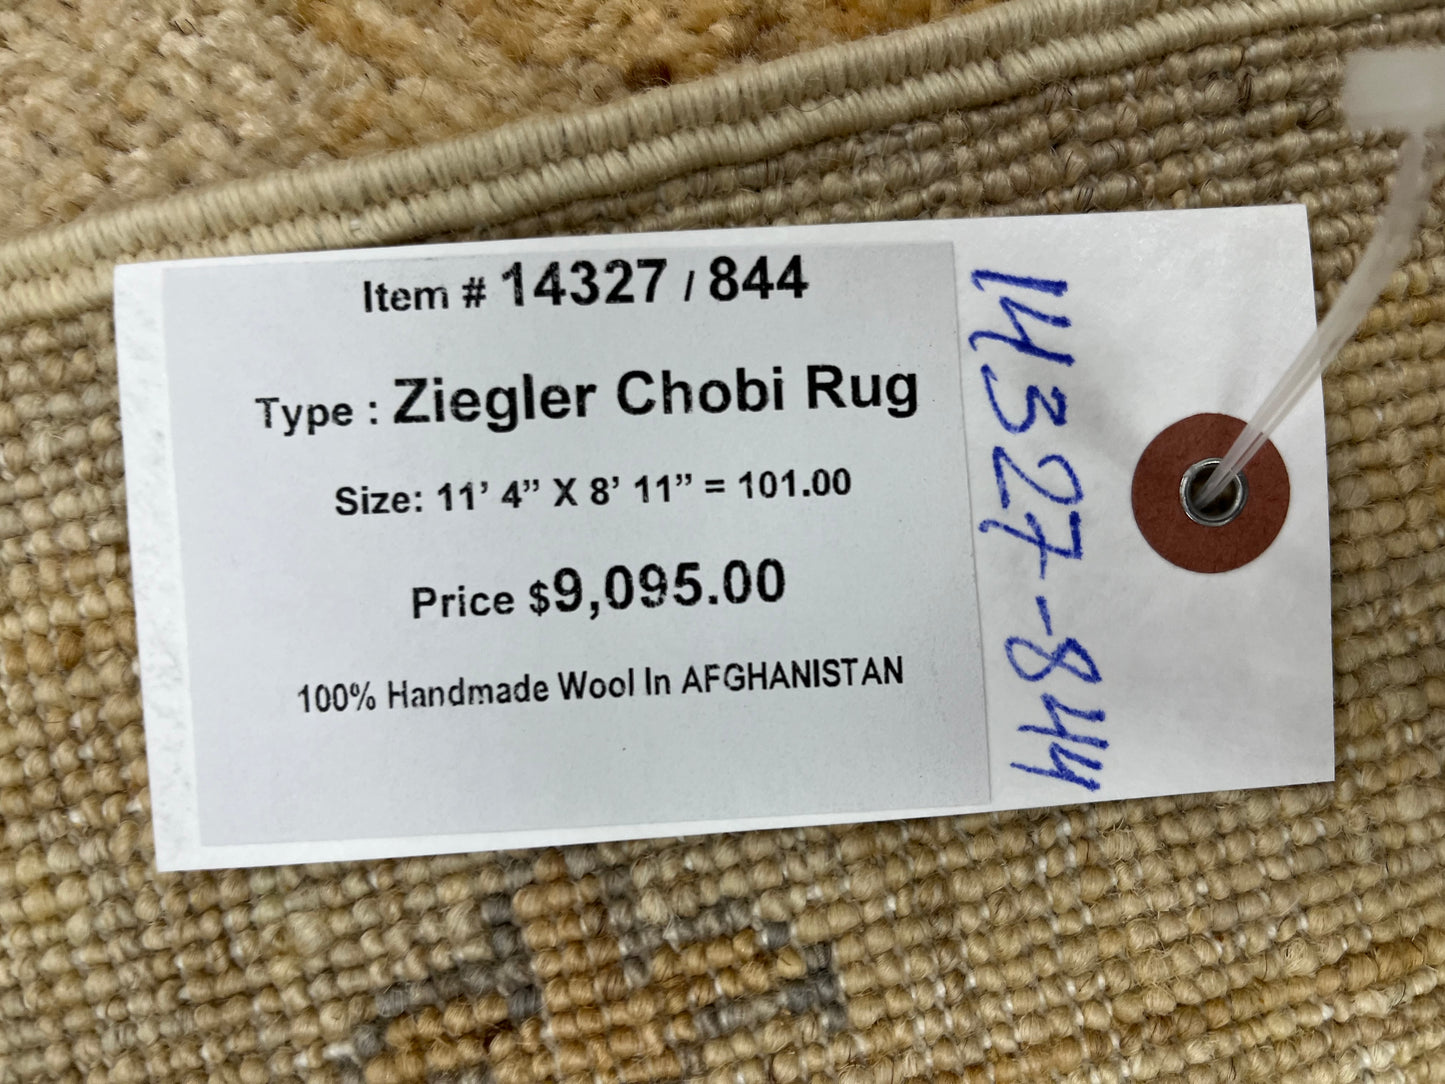 Item # 14327 / 844
Type : Ziegler Chobi Rug
Size: 11’ 4” X 8’ 11” = 101.00
Price $9,095.00
100% Handmade Wool In AFGHANISTAN
14327-844